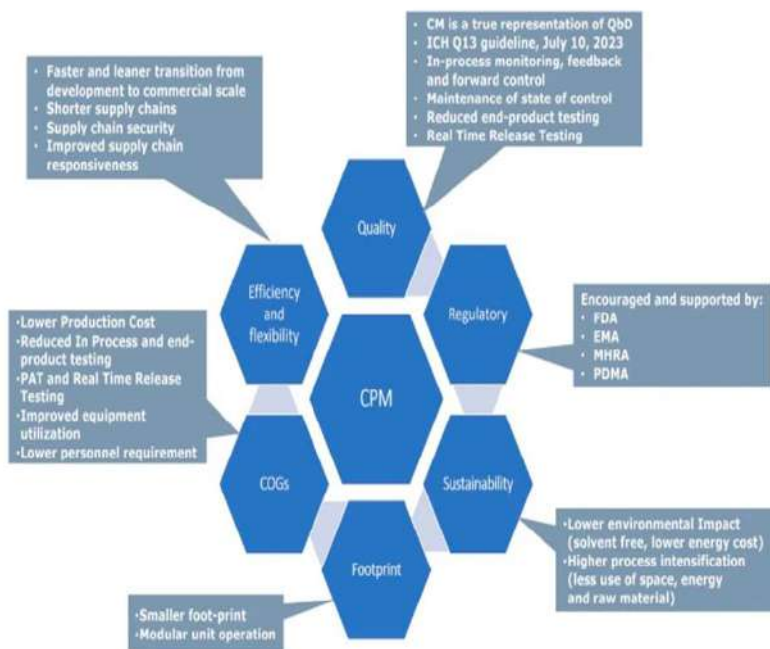 • CM is a true representation of QbD
• ICH Q13 guideline, July 10, 2023
• In-process monitoring, feedback
and forward control
• Maintenance of state of control
• Reduced end-product testing
• Real Time Release Testing
• Faster and leaner transition from
development to commercial scale
• Shorter supply chains
• Supply chain security
• Improved supply chain
responsiveness
Quality
Efficiency
and
flexibility
Regulatory
Encouraged and supported by:
• FDA
• EMA
• MHRA
• PDMA
•Lower Production Cost
•Reduced In Process and end-
product testing
•PAT and Real Time Release
Testing
•Improved equipment
utilization
•Lower personnel requirement
CPM
COGs
Sustainability
Footprint
•Lower environmental Impact
(solvent free, lower energy cost)
•Higher process intensification
(less use of space, energy
and raw material)
•Smaller foot-print
•Modular unit operation